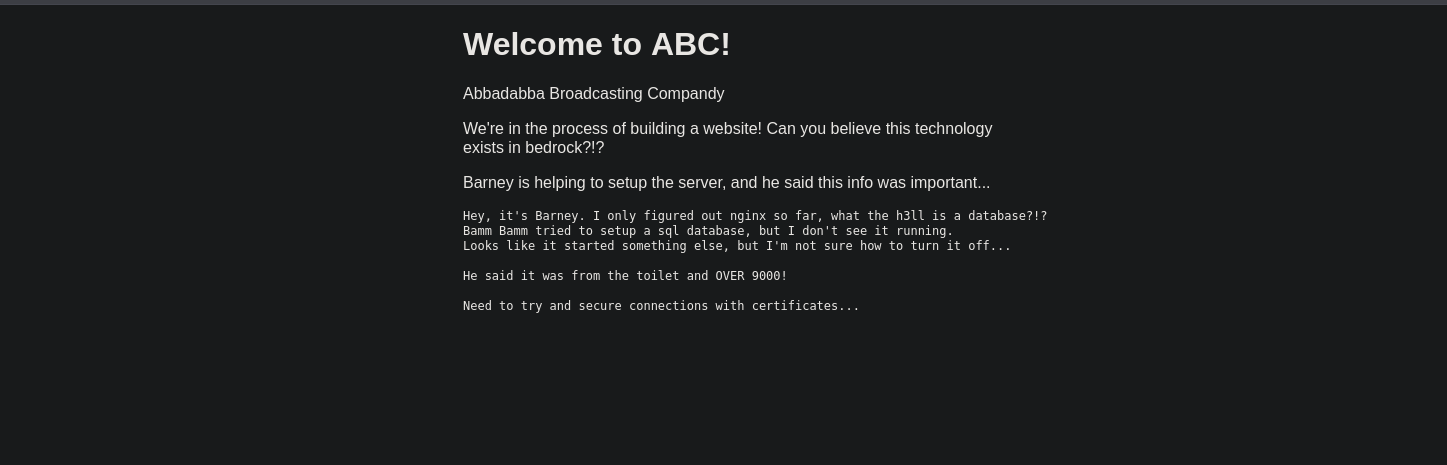 Welcome to ABC!
Abbadabba Broadcasting Compandy
We're in the process of building a website! Can you believe this technology
exists in bedrock?!?
Barney is helping to setup the server, and he said this info was important...
Hey, it's Barney. I only figured out nginx so far, what the h3ll is a database?!?
Bamm Bamm tried to setup a sql database, but I don't see it running.
Looks like it started something else, but I'm not sure how to turn it off...
He said it was from the toilet and OVER 9000!
Need to try and secure connections with certificates...